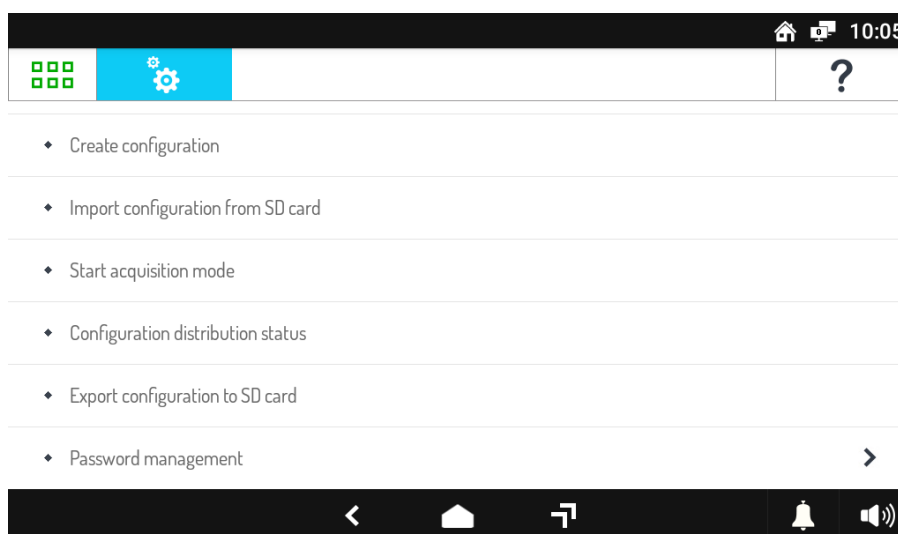 0
10:05
?
Create configuration
Import configuration from SD card
Start acquisition mode
Configuration distribution status
Export configuration to SD card
Password management